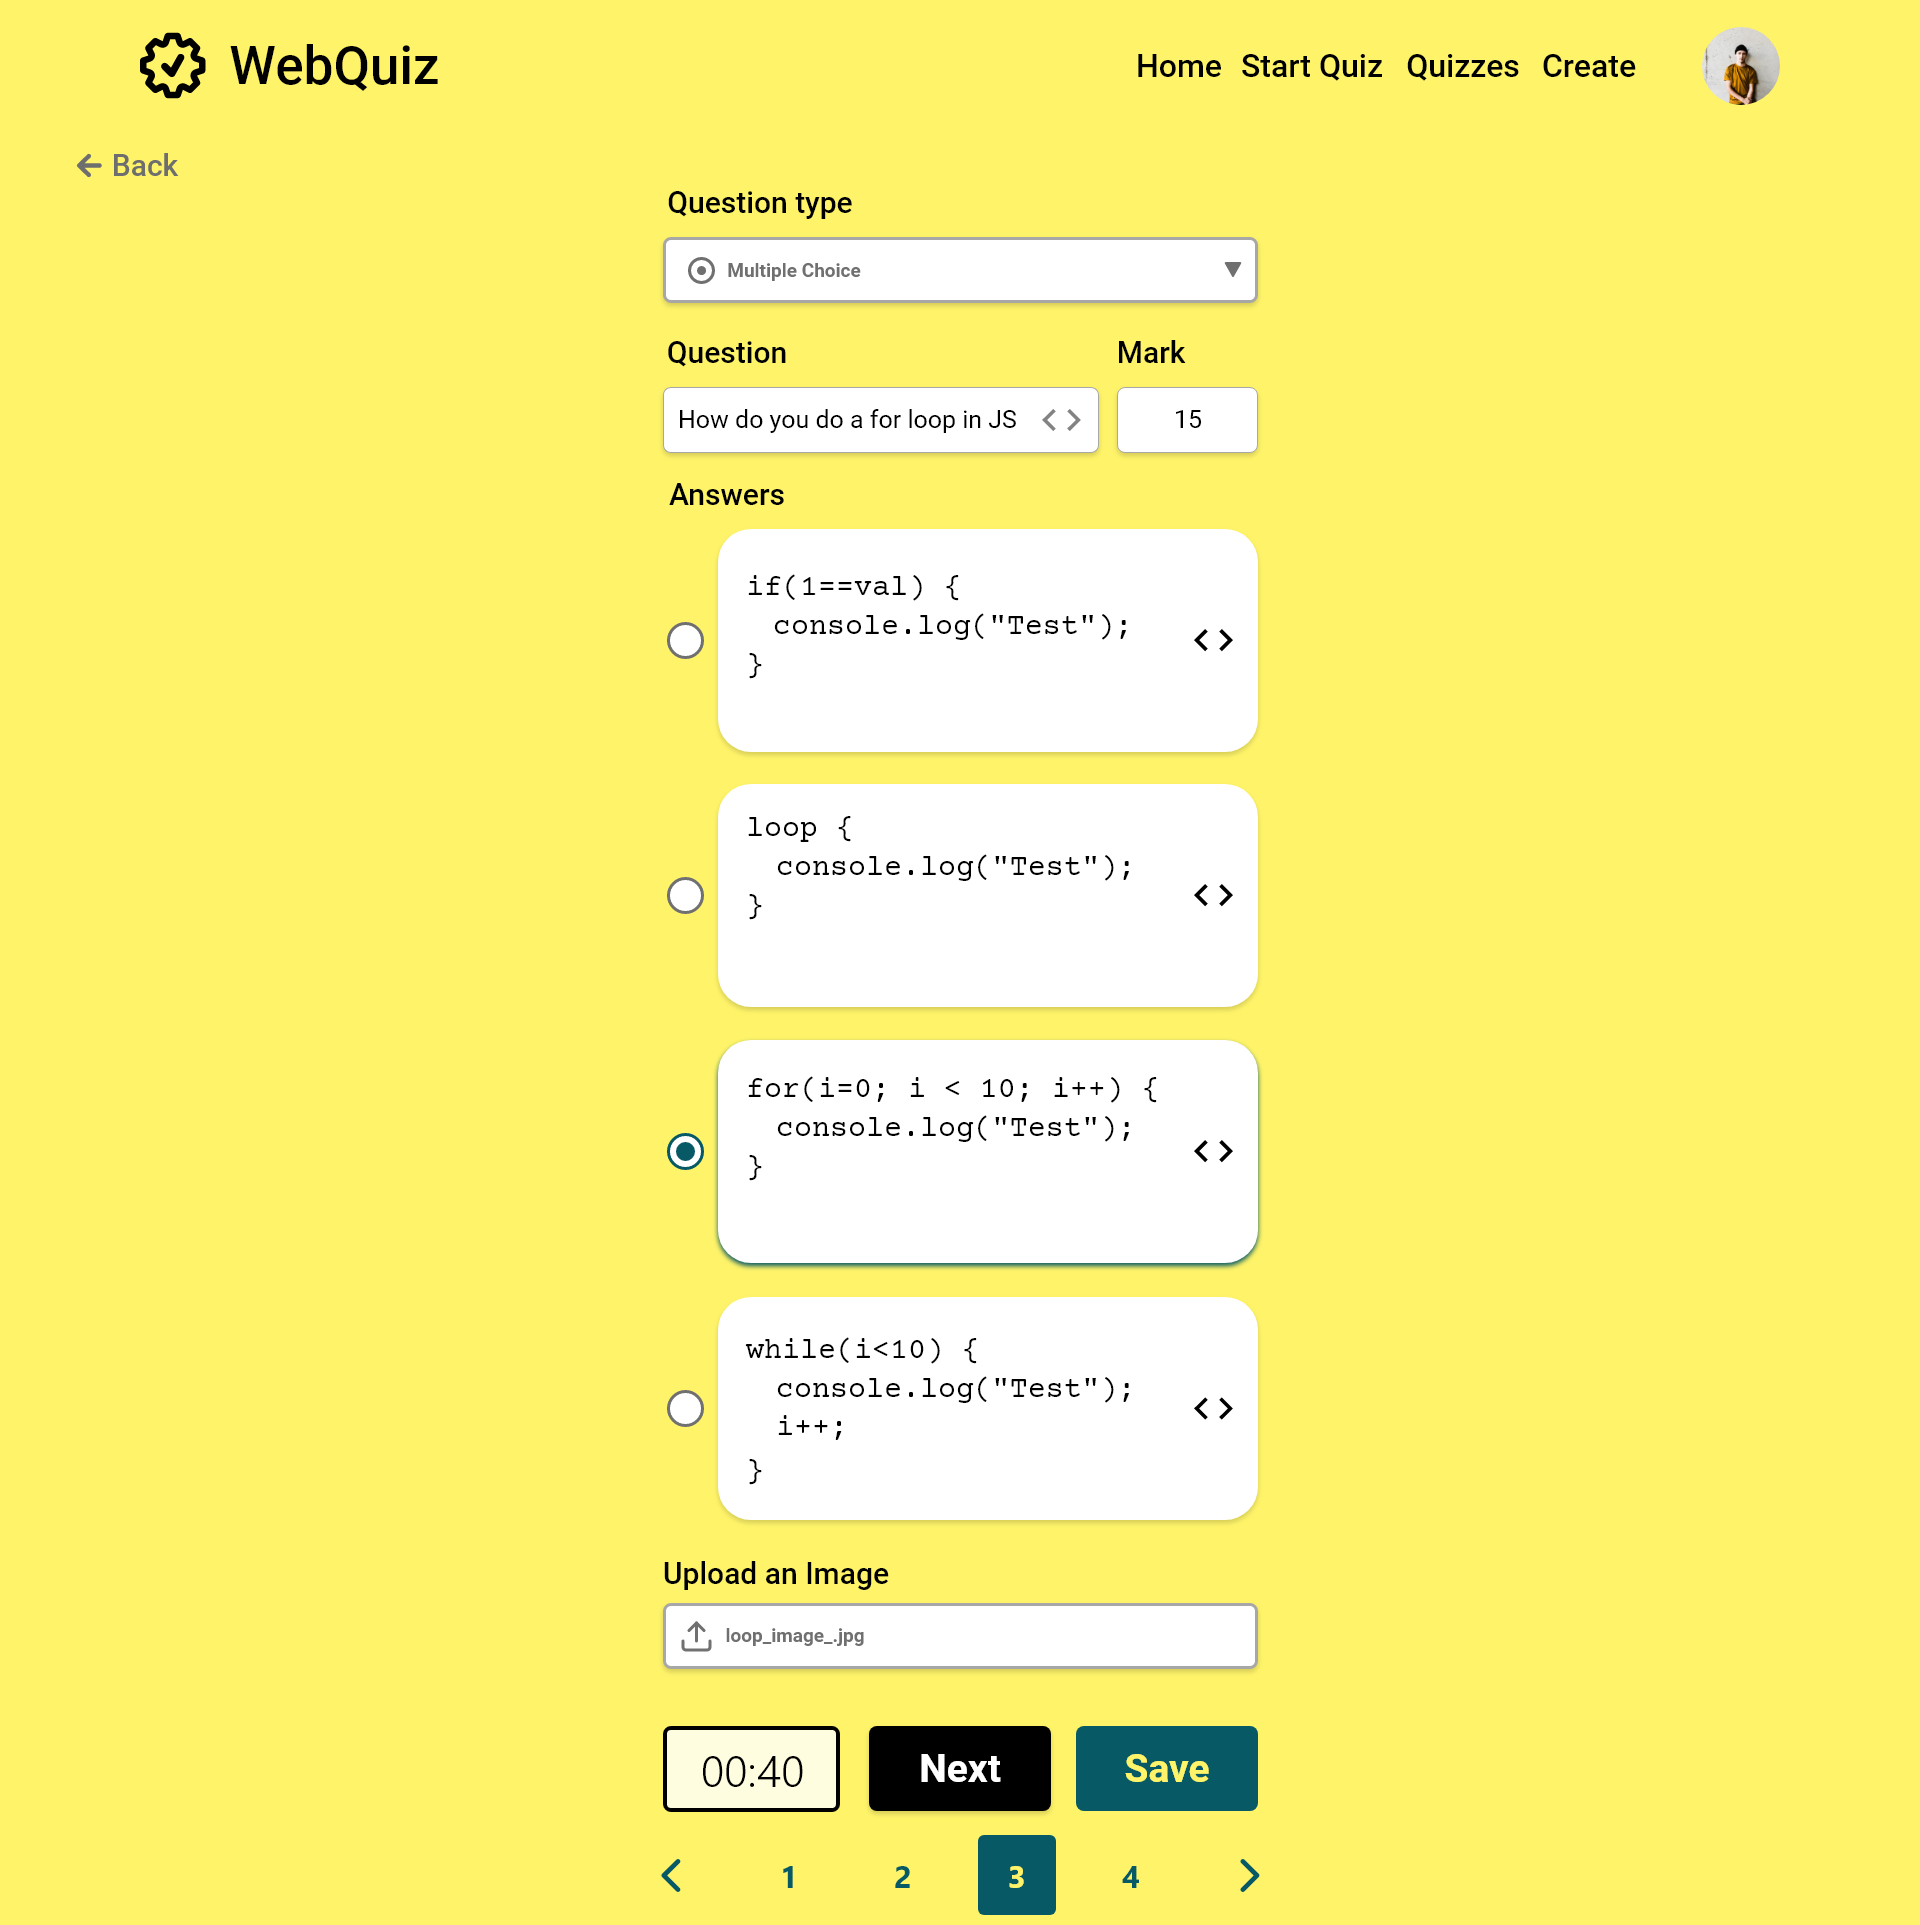 WebQuiz
Home Start Quiz Quizzes Create
Back
Question type
Multiple Choice
Question Mark
How do you do a for loop in JS 15
Answers
if(1==val) {
console.log("Test");
}
loop {
console.log("Test");
}
for(i=0; i < 10; i++) {
console.log("Test");
}
while(i<10) {
console.log("Test");
i++;
}
Upload an Image
loop_image_.jpg
00:40 Next Save
1 2 3 4